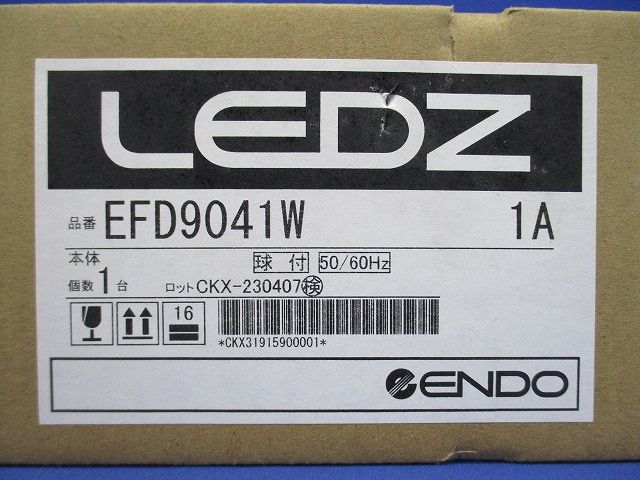 LEDZ
品番 EFD9041W 1A
本体 球付 50/60Hz
個数 1台 ロット CKX-230407 検
16
*CKX31915900001*
ENDO